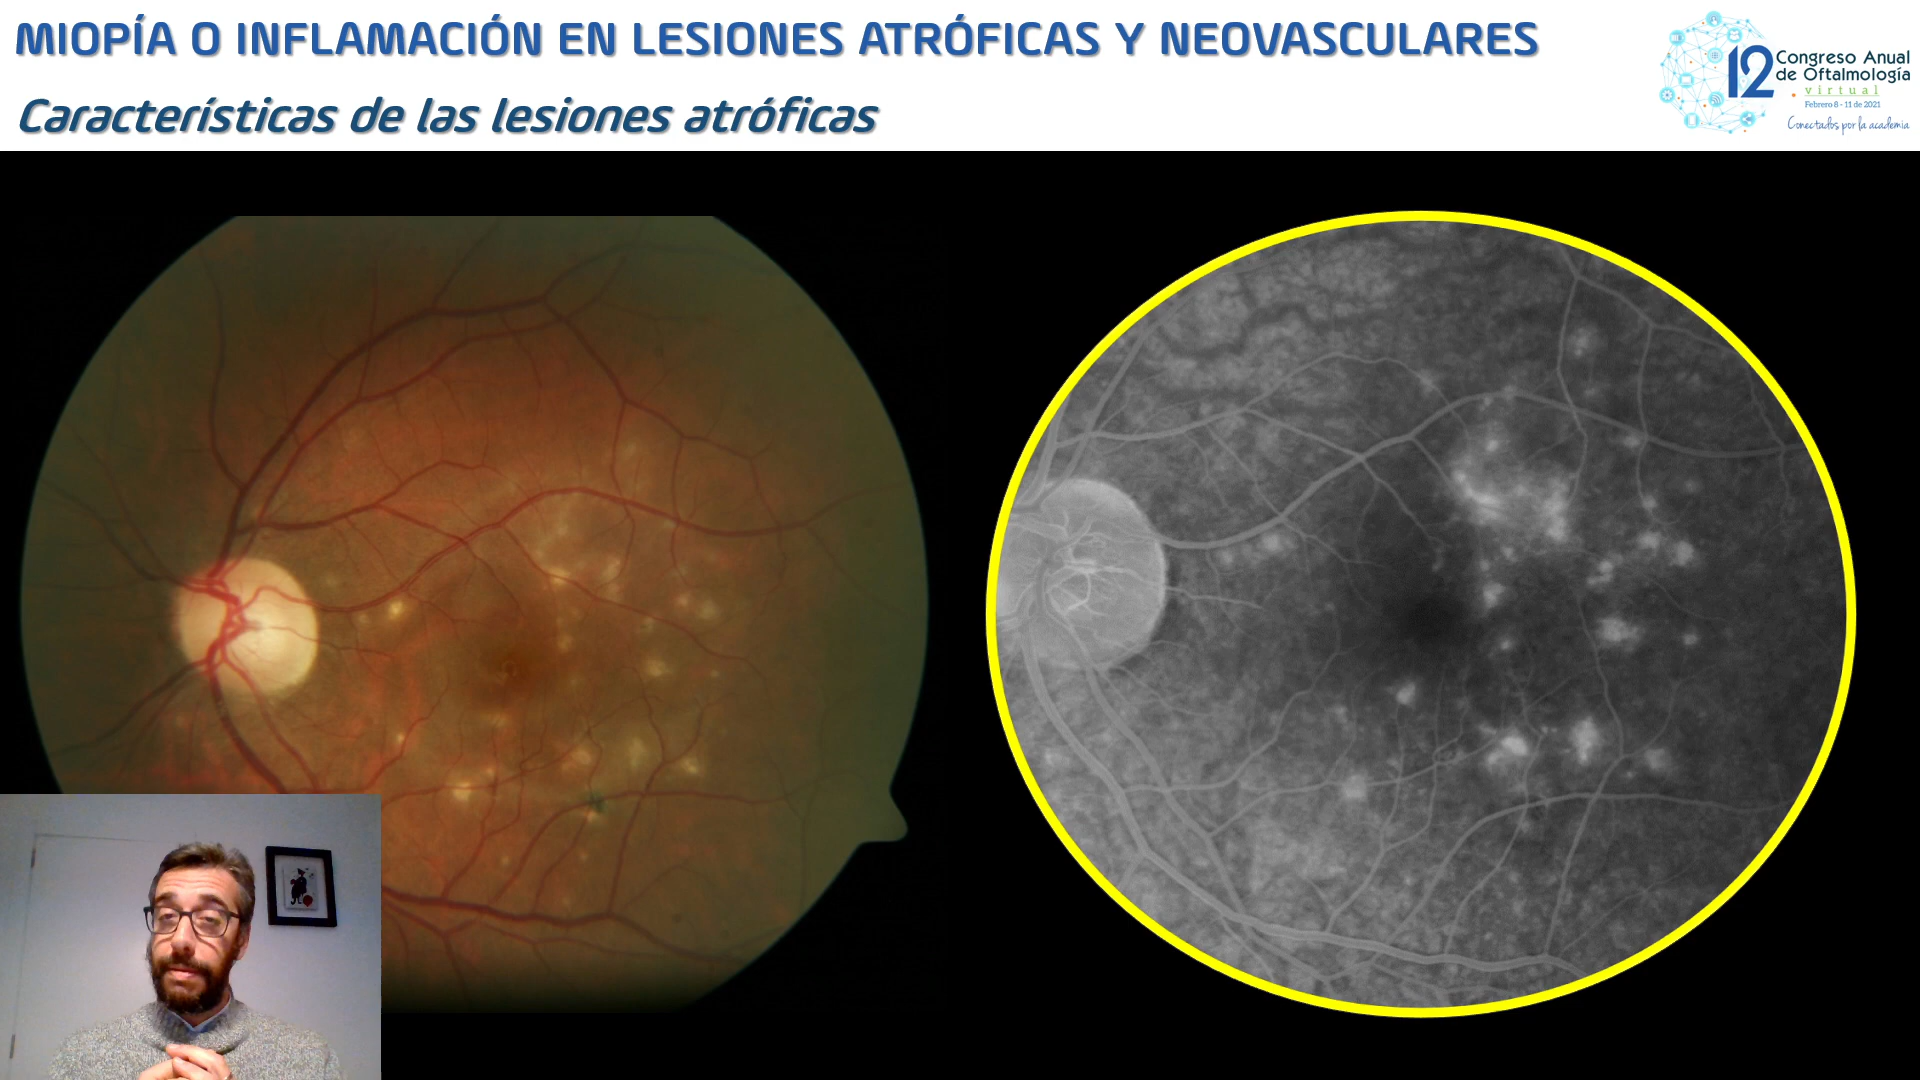 MIOPÍA O INFLAMACIÓN EN LESIONES ATRÓFICAS Y NEOVASCULARES
Características de las lesiones atróficas
12 Congreso Anual
de Oftalmología
virtual
Febrero 8 - 11 de 2021
Conectados por la academia